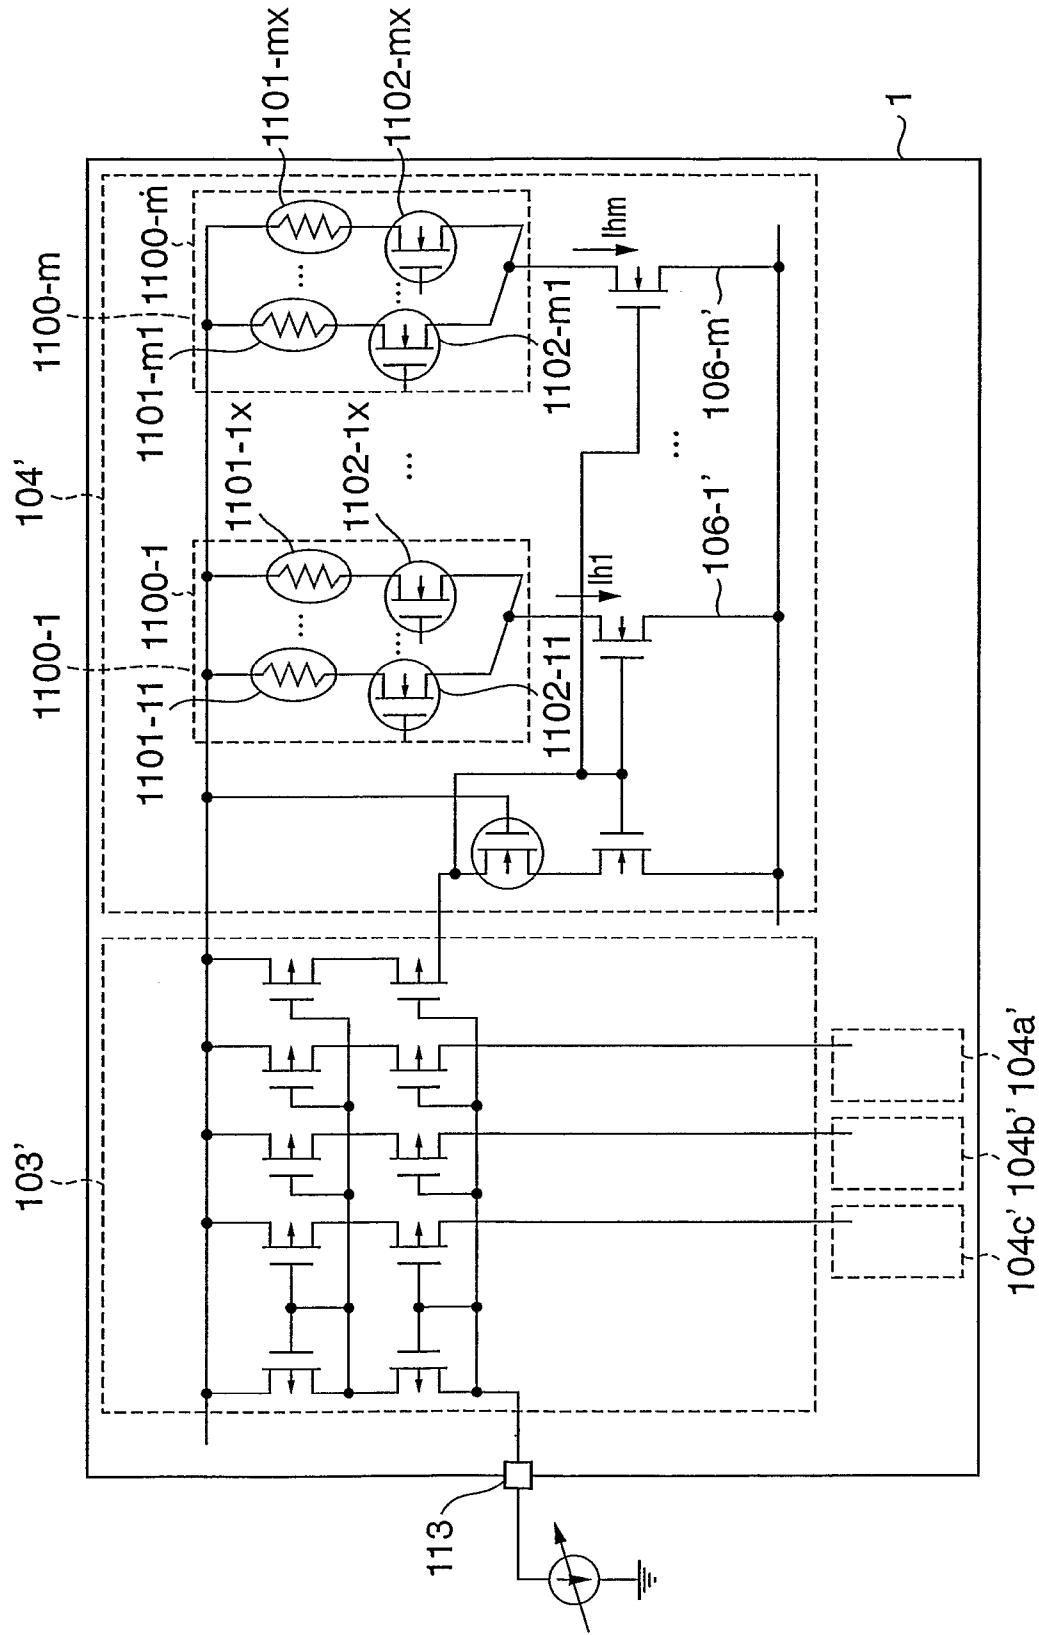 1101-mx
1102-mx
1
1100-m
1100-m
1101-m1
Ihm
1102-m1
106-m'
104'
1101-1x
1102-1x
...
...
...
...
...
106-1'
Ih1
1100-1
1100-1
1101-11
1102-11
...
...
103'
104a'
104b'
104c'
113